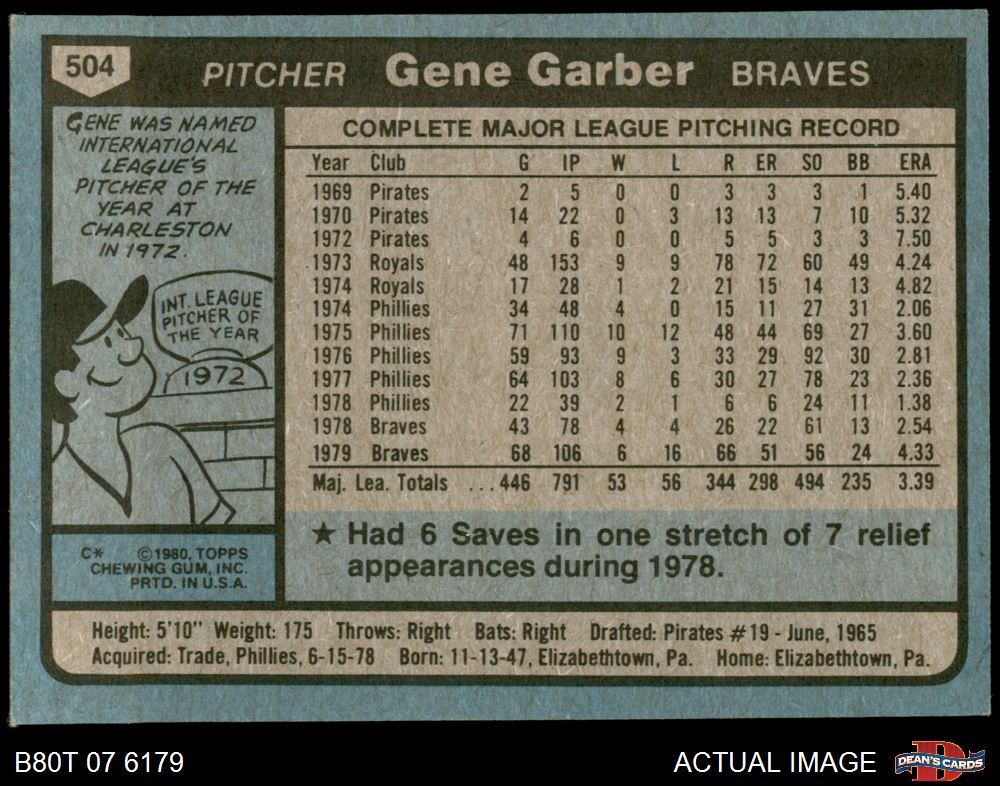 504
PITCHER Gene Garber BRAVES
GENE WAS NAMED
INTERNATIONAL
LEAGUE'S
PITCHER OF THE
YEAR AT
CHARLESTON
IN 1972.
INT. LEAGUE
PITCHER OF
THE YEAR
1972
C* ©1980, TOPPS
CHEWING GUM, INC.
PRTD. IN U.S.A.
COMPLETE MAJOR LEAGUE PITCHING RECORD
Year Club G IP W L R ER SO BB ERA
1969 Pirates 2 5 0 0 3 3 3 1 5.40
1970 Pirates 14 22 0 3 13 13 7 10 5.32
1972 Pirates 4 6 0 0 5 5 3 3 7.50
1973 Royals 48 153 9 9 78 72 60 49 4.24
1974 Royals 17 28 1 2 21 15 14 13 4.82
1974 Phillies 34 48 4 0 15 11 27 31 2.06
1975 Phillies 71 110 10 12 48 44 69 27 3.60
1976 Phillies 59 93 9 3 33 29 92 30 2.81
1977 Phillies 64 103 8 6 30 27 78 23 2.36
1978 Phillies 22 39 2 1 6 6 24 11 1.38
1978 Braves 43 78 4 4 26 22 61 13 2.54
1979 Braves 68 106 6 16 66 51 56 24 4.33
Maj. Lea. Totals ...446 791 53 56 344 298 494 235 3.39
★ Had 6 Saves in one stretch of 7 relief
appearances during 1978.
Height: 5'10" Weight: 175 Throws: Right Bats: Right Drafted: Pirates #19 - June, 1965
Acquired: Trade, Phillies, 6-15-78 Born: 11-13-47, Elizabethtown, Pa. Home: Elizabethtown, Pa.
B80T 07 6179
ACTUAL IMAGE
D
DEAN'S CARDS